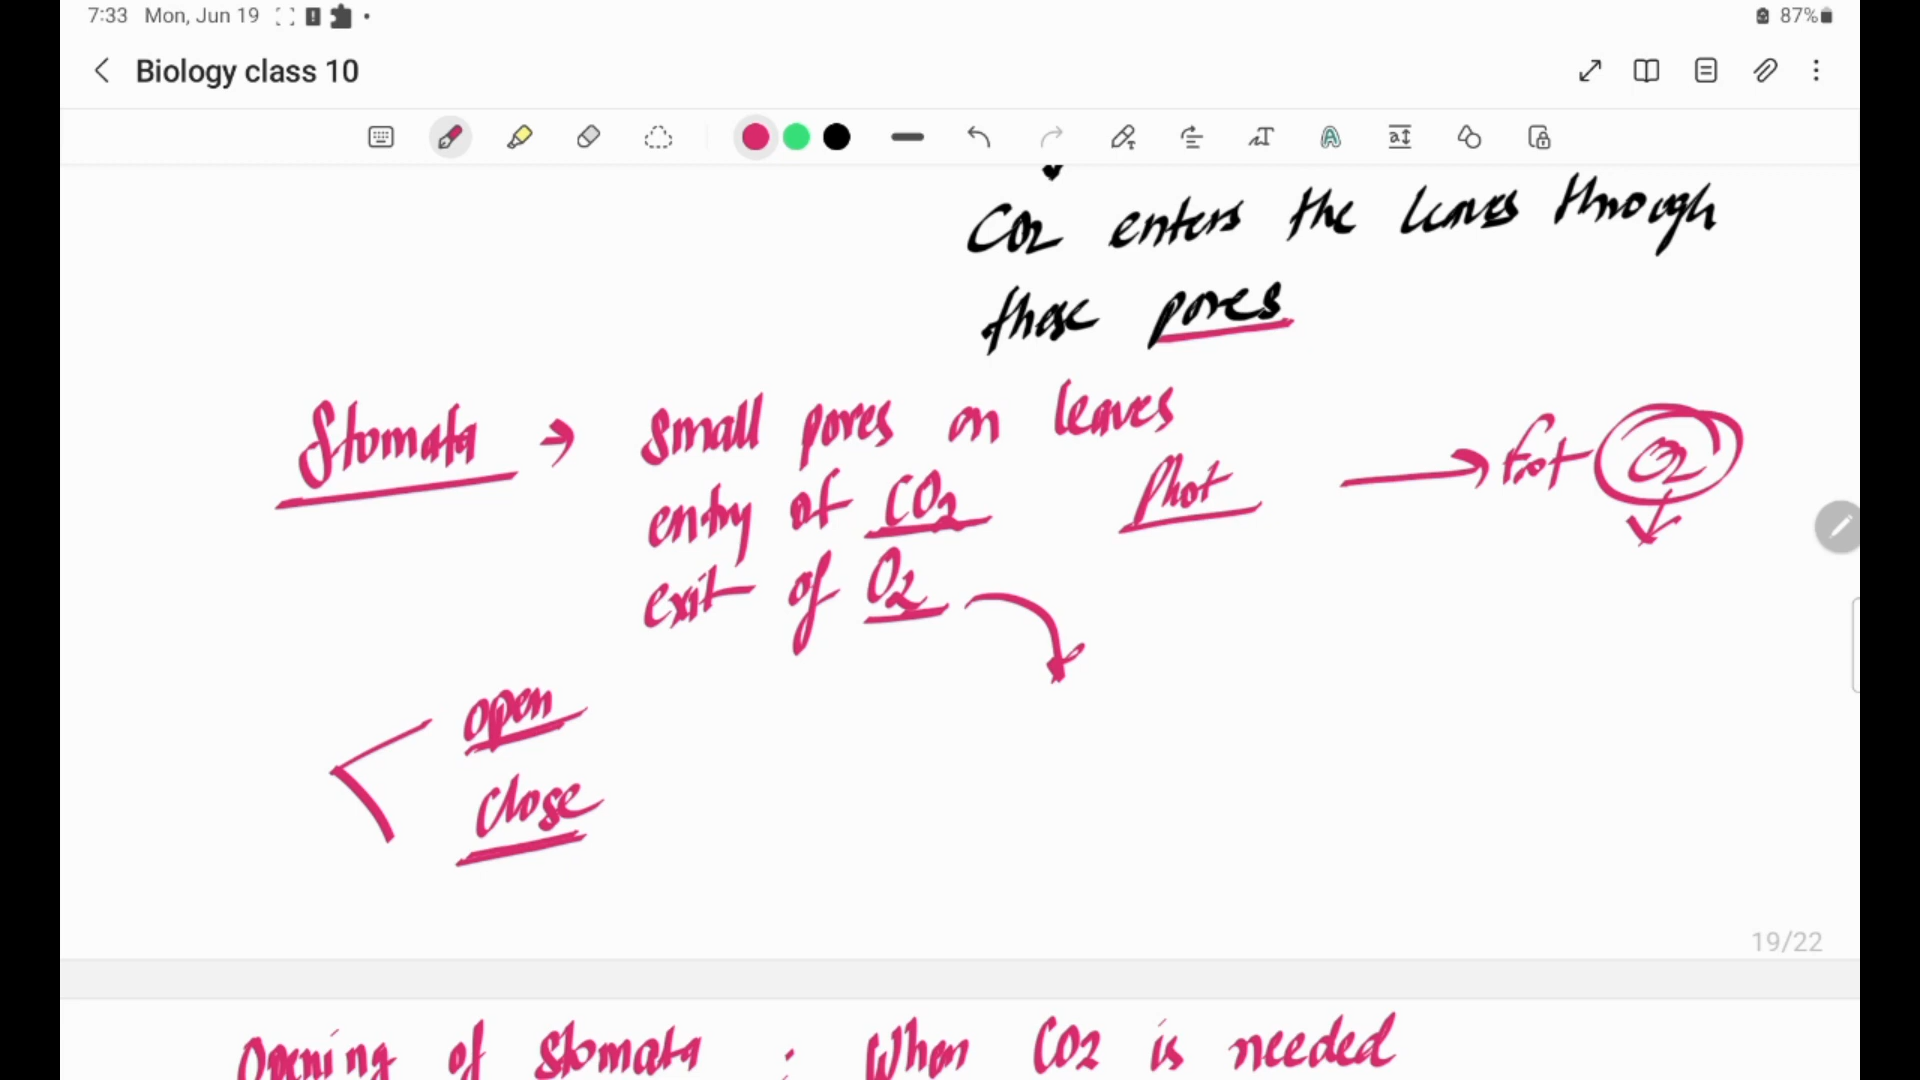 7:33 Mon, Jun 19
87%
Biology class 10
CO2 enters the leaves through
these pores
Stomata → small pores on leaves
entry of CO2 Phot →
O2
exit of O2
open
close
19/22
Opening of stomata : When CO2 is needed